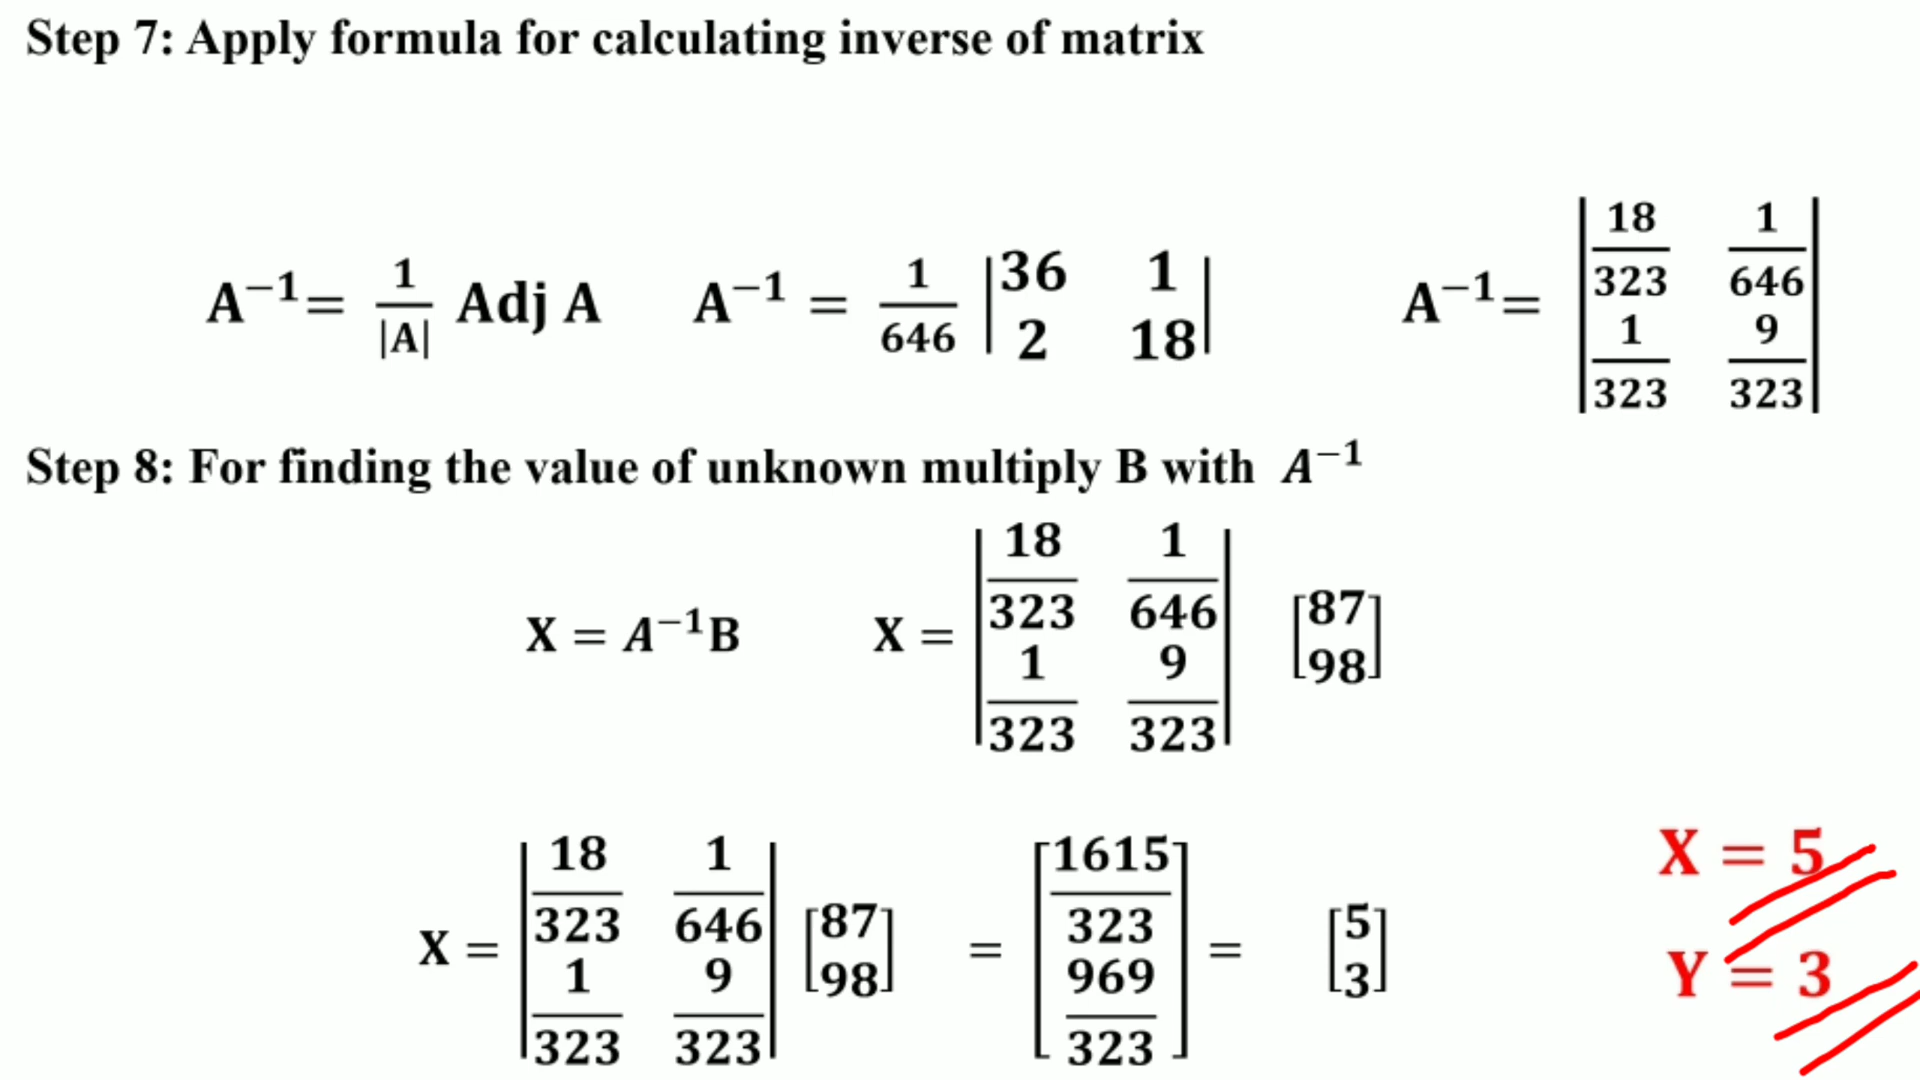 Step 7: Apply formula for calculating inverse of matrix
A⁻¹= 1/|A| Adj A A⁻¹ = 1/646 |36 1
2 18| A⁻¹= |18/323 1/646
1/323 9/323|
Step 8: For finding the value of unknown multiply B with A⁻¹
X = A⁻¹B X = |18/323 1/646
1/323 9/323| [87
98]
X = |18/323 1/646
1/323 9/323| [87
98] = [1615/323
969/323] = [5
3]
X = 5
Y = 3